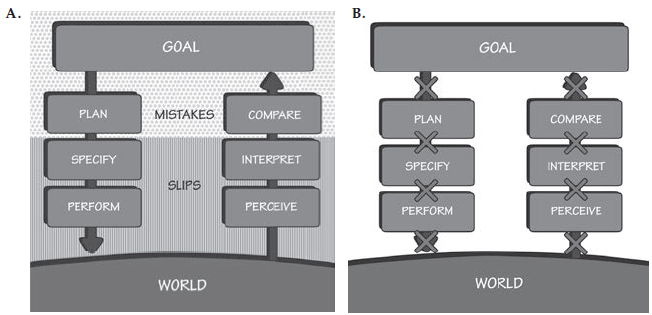 A.
GOAL
PLAN
MISTAKES
COMPARE
SPECIFY
INTERPRET
SLIPS
PERFORM
PERCEIVE
WORLD
B.
GOAL
PLAN
COMPARE
SPECIFY
INTERPRET
PERFORM
PERCEIVE
WORLD